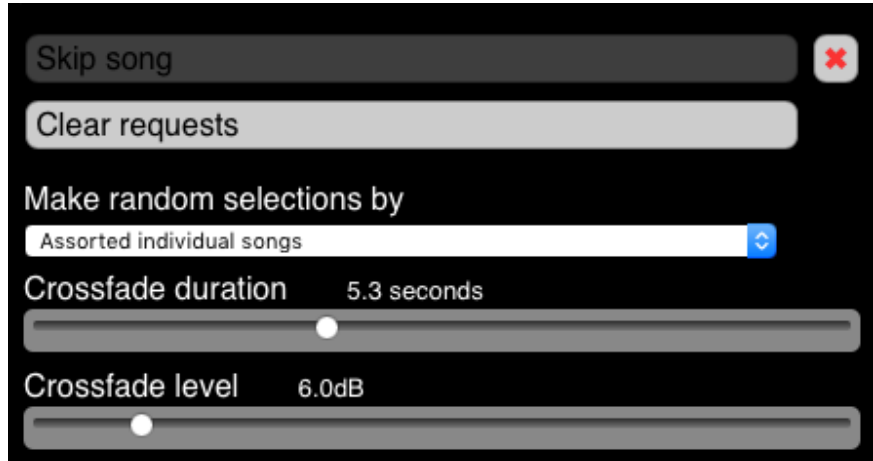 Skip song
Clear requests
Make random selections by
Assorted individual songs
Crossfade duration 5.3 seconds
Crossfade level 6.0dB